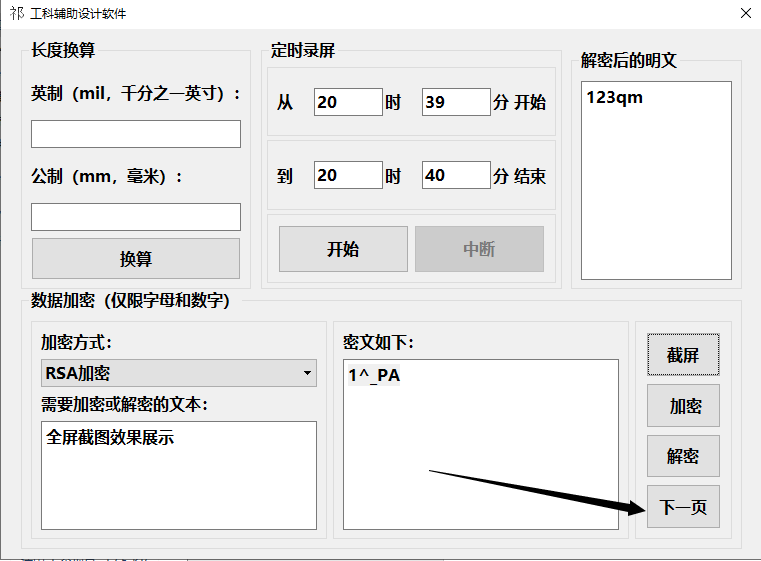 祁 工科辅助设计软件
长度换算
英制（mil，千分之一英寸）:
公制（mm，毫米）:
换算
定时录屏
从 20 时 39 分 开始
到 20 时 40 分 结束
开始 中断
解密后的明文
123qm
数据加密（仅限字母和数字）
加密方式:
RSA加密
需要加密或解密的文本:
全屏截图效果展示
密文如下:
1^_PA
截屏
加密
解密
下一页